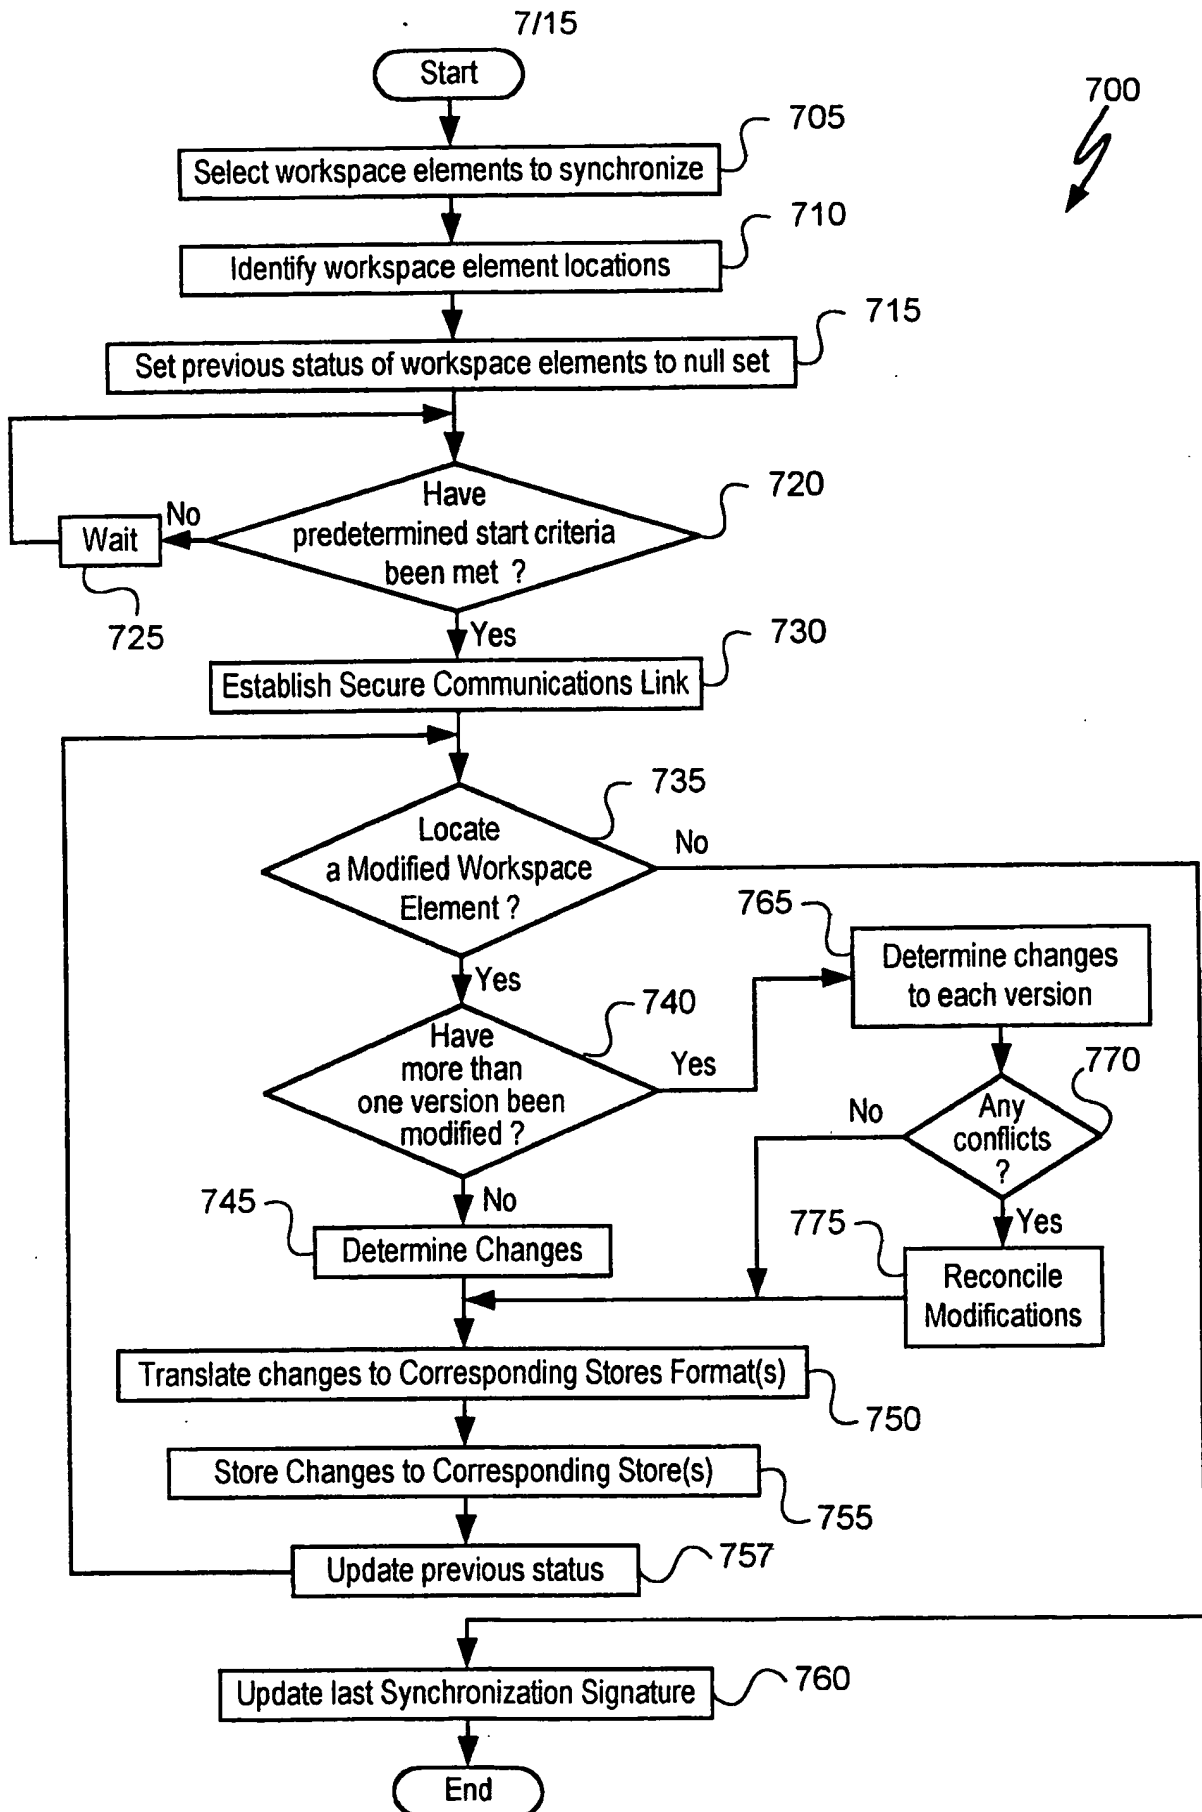 7/15
Start
700
705
Select workspace elements to synchronize
710
Identify workspace element locations
715
Set previous status of workspace elements to null set
720
Have
predetermined start criteria
been met ?
No
Wait
725
Yes
730
Establish Secure Communications Link
735
Locate
a Modified Workspace
Element ?
No
Yes
765
Determine changes
to each version
740
Have
more than
one version been
modified ?
Yes
770
Any
conflicts
?
No
745
No
Determine Changes
775
Yes
Reconcile
Modifications
Translate changes to Corresponding Stores Format(s)
750
Store Changes to Corresponding Store(s)
755
Update previous status
757
Update last Synchronization Signature
760
End